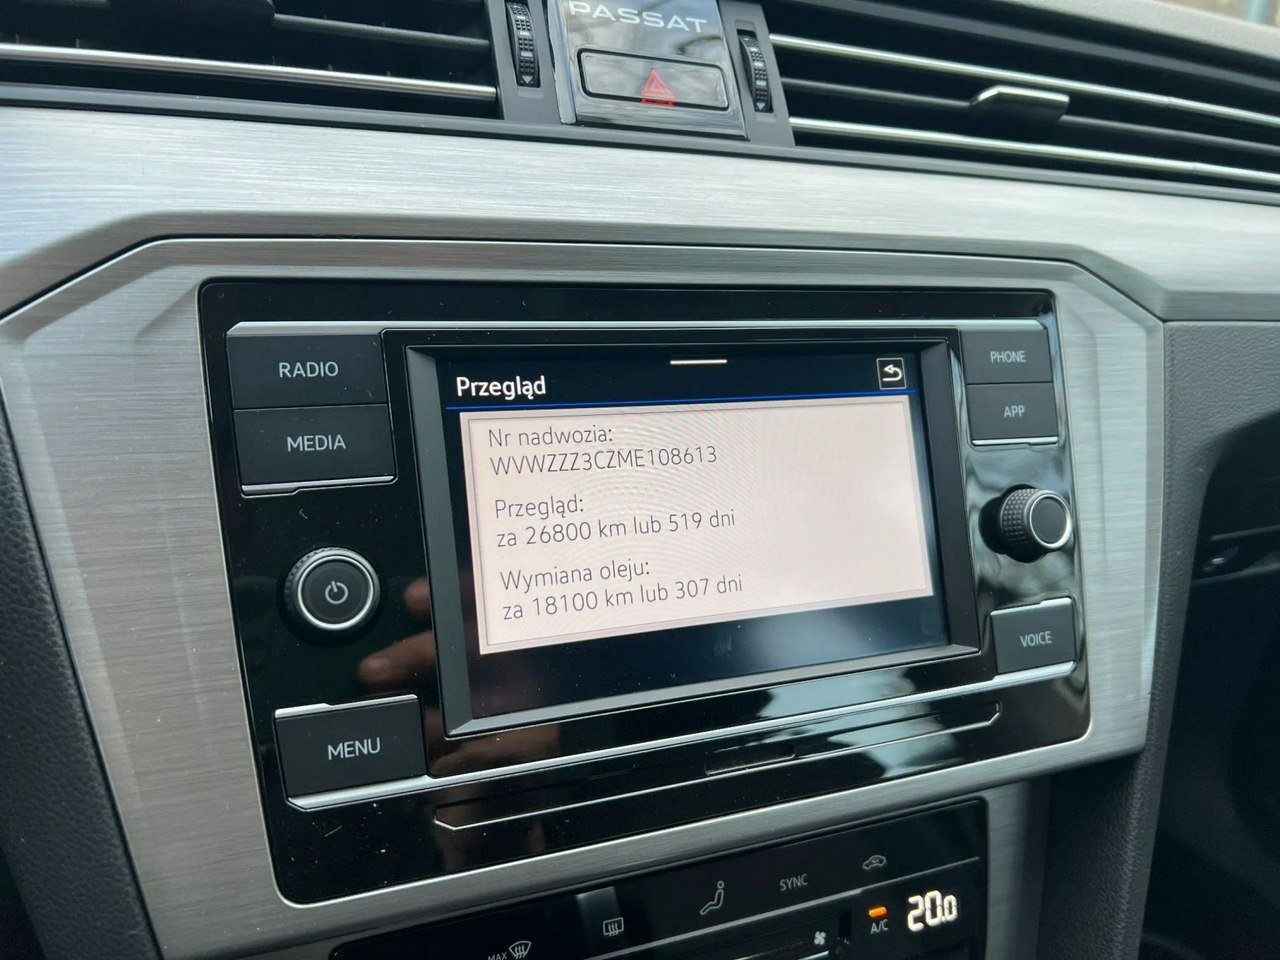 PASSAT
RADIO
MEDIA
MENU
Przegląd
Nr nadwozia:
WVWZZZ3CZME108613
Przegląd:
za 26800 km lub 519 dni
Wymiana oleju:
za 18100 km lub 307 dni
PHONE
APP
VOICE
SYNC
MAX
A/C
20.0